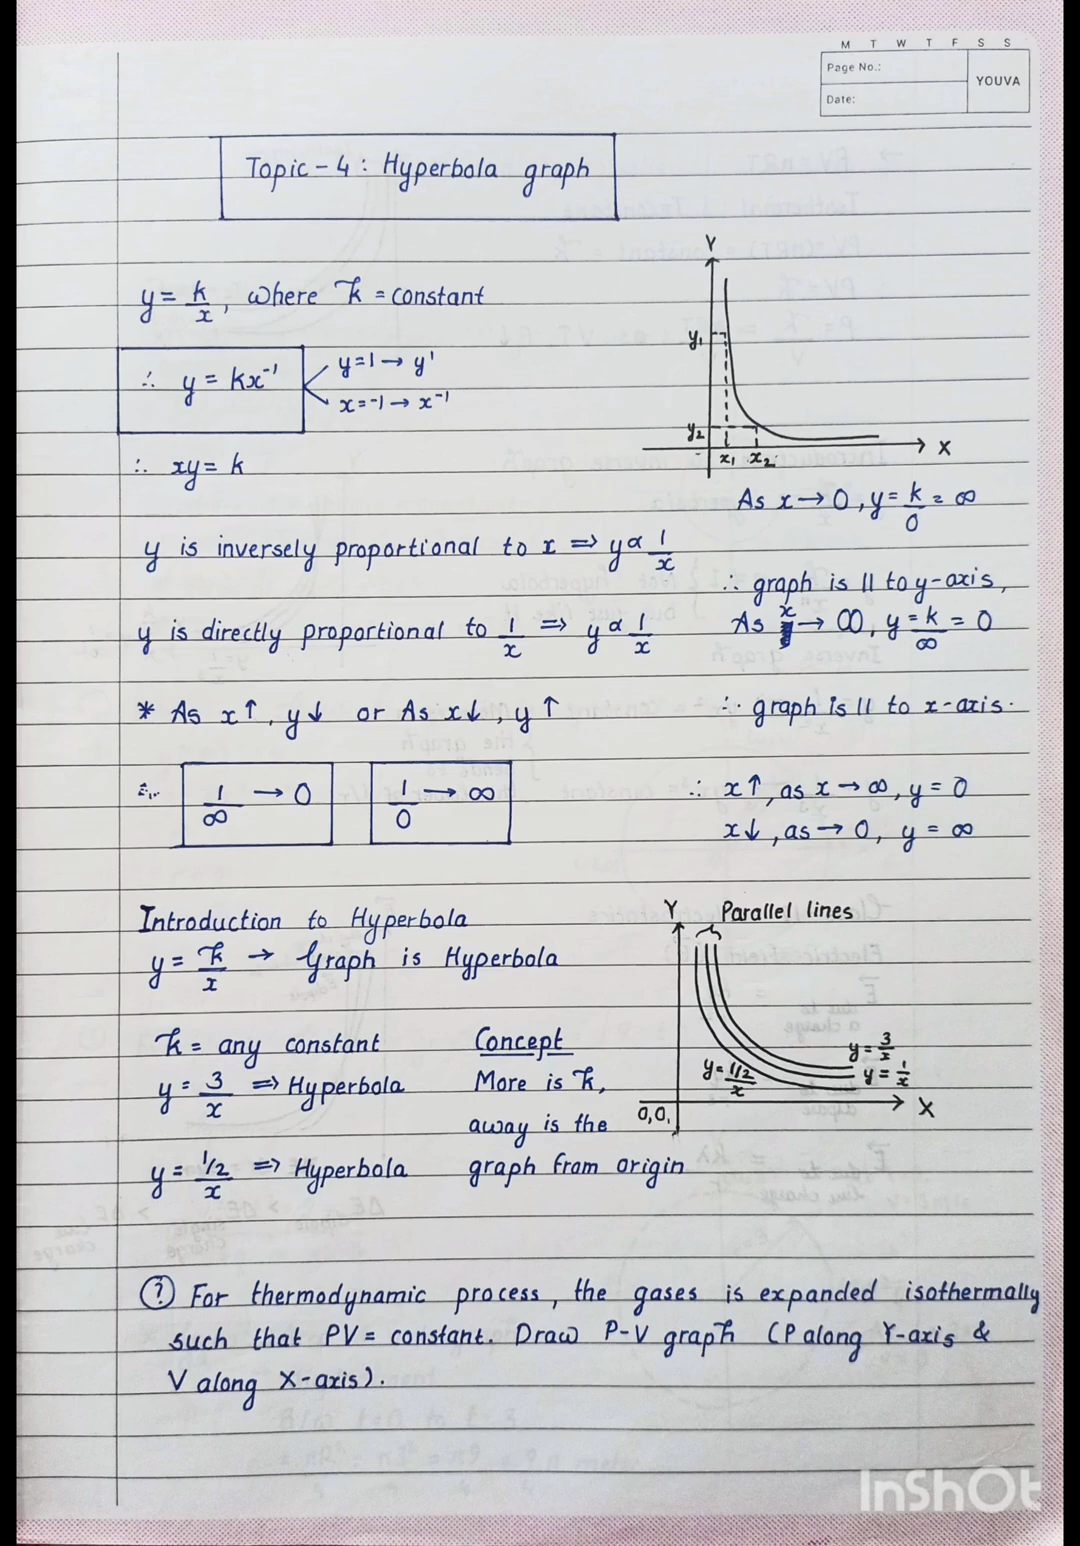 M T W T F S S
Page No.:
YOUVA
Date:
Topic - 4 : Hyperbola graph
y = k/x, where k = constant
∴ y = kx⁻¹
y = 1 → y¹
x = -1 → x⁻¹
∴ xy = k
Y
y₁
y₂
x₁ x₂
X
As x → 0, y = k/0 = ∞
y is inversely proportional to x ⇒ y ∝ 1/x
∴ graph is || to y-axis,
y is directly proportional to 1/x ⇒ y ∝ 1/x
As x → ∞, y = k/∞ = 0
* As x↑, y↓ or As x↓, y↑
∴ graph is || to x-axis.
1/∞ → 0
1/0 → ∞
∴ x↑, as x → ∞, y = 0
x↓, as → 0, y = ∞
Introduction to Hyperbola
y = k/x → Graph is Hyperbola
Y
Parallel lines
y = 3/x
y = 1/x
y = 1/2/x
0,0,
X
k = any constant
y = 3/x ⇒ Hyperbola
y = 1/2/x ⇒ Hyperbola
Concept
More is k,
away is the
graph from origin
? For thermodynamic process, the gases is expanded isothermally
such that PV = constant. Draw P-V graph (P along Y-axis &
V along X-axis).
InShOt